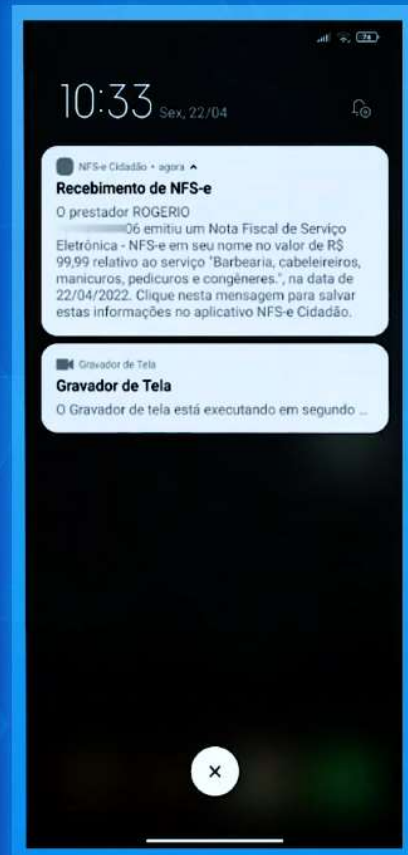 74
10:33 Sex, 22/04
NFS-e Cidadão • agora
Recebimento de NFS-e
O prestador ROGERIO
06 emitiu um Nota Fiscal de Serviço
Eletrônica - NFS-e em seu nome no valor de R$
99,99 relativo ao serviço "Barbearia, cabeleireiros,
manicuros, pedicuros e congêneres.", na data de
22/04/2022. Clique nesta mensagem para salvar
estas informações no aplicativo NFS-e Cidadão.
Gravador de Tela
Gravador de Tela
O Gravador de tela está executando em segundo ...